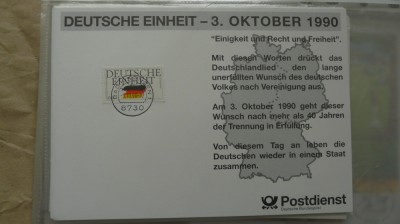 DEUTSCHE EINHEIT – 3. OKTOBER 1990
"Einigkeit und Recht und Freiheit".
Mit diesen Worten drückt das
Deutschlandlied den lange
unerfüllten Wunsch des deutschen
Volkes nach Vereinigung aus.
Am 3. Oktober 1990 geht dieser
Wunsch nach mehr als 40 Jahren
der Trennung in Erfüllung.
Von diesem Tag an leben die
Deutschen wieder in einem Staat
zusammen.
DEUTSCHE
EINHEIT
8730
Postdienst
Deutsche Bundespost